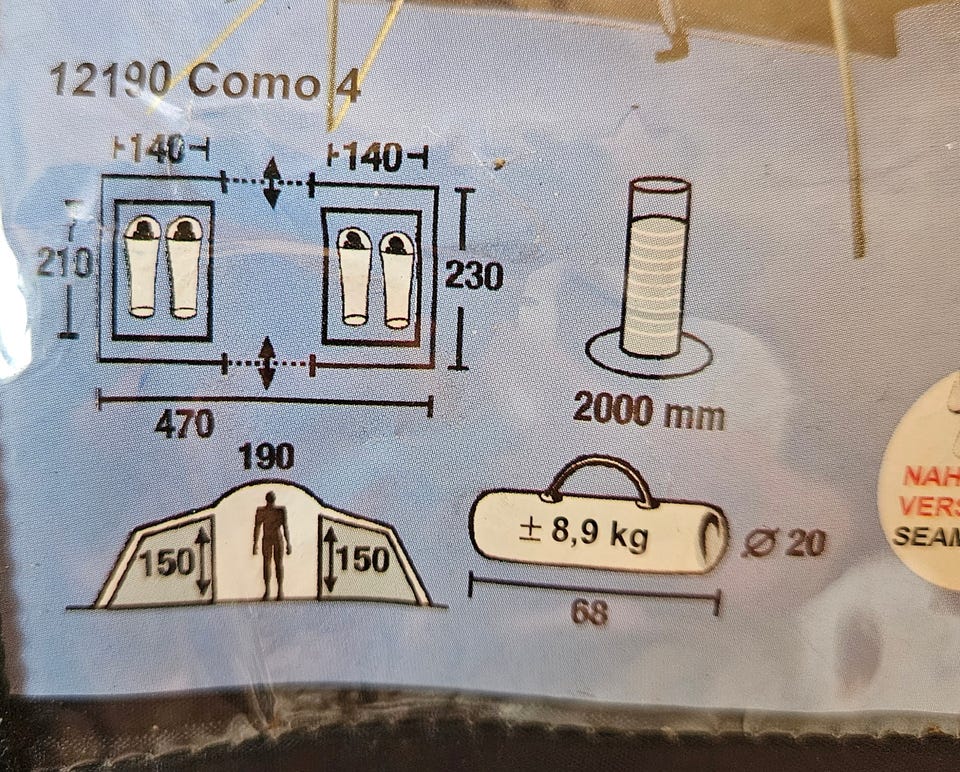 12190 Como 4
140
140
210
230
470
2000 mm
190
150
150
± 8,9 kg
Ø 20
68
NAH
VERS
SEAM